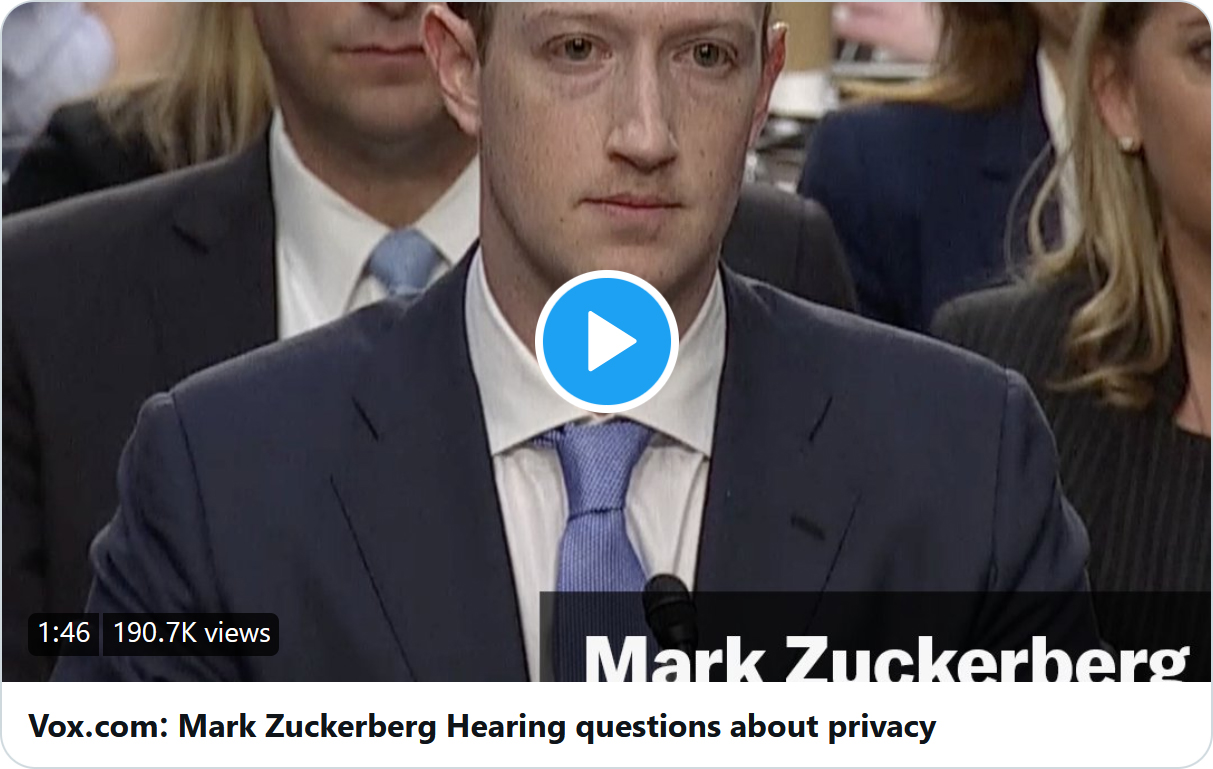 1:46 190.7K views
Mark Zuckerberg
Vox.com: Mark Zuckerberg Hearing questions about privacy